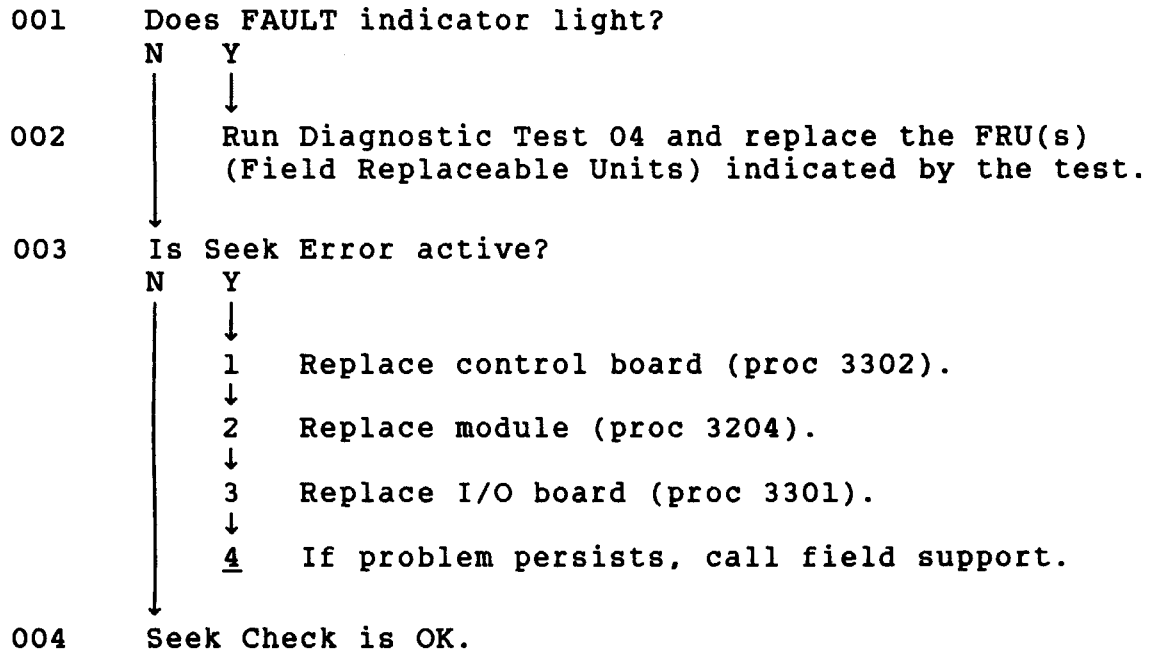 001 Does FAULT indicator light?
N Y
002 Run Diagnostic Test 04 and replace the FRU(s)
(Field Replaceable Units) indicated by the test.
003 Is Seek Error active?
N Y
1 Replace control board (proc 3302).
2 Replace module (proc 3204).
3 Replace I/O board (proc 3301).
4 If problem persists, call field support.
004 Seek Check is OK.